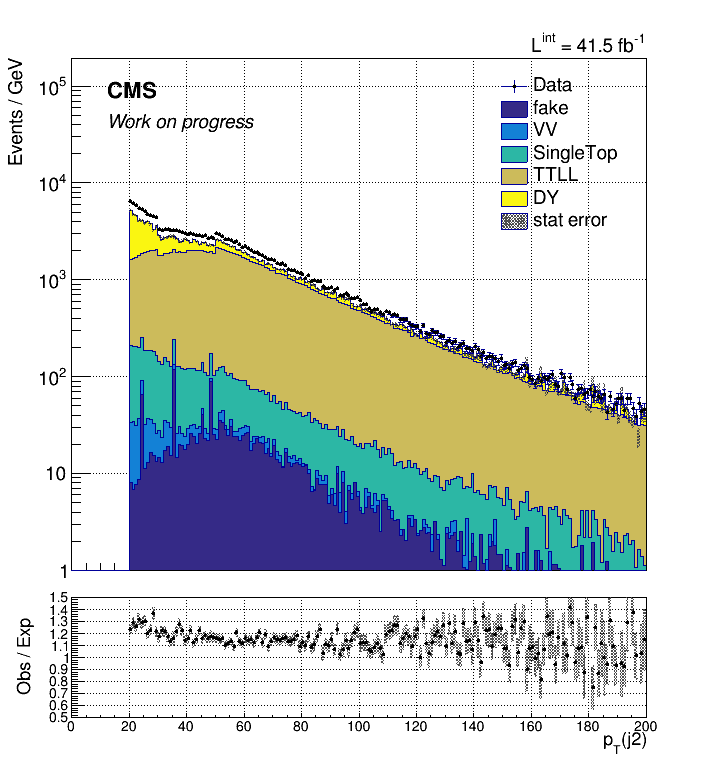 L^int = 41.5 fb^-1
Events / GeV
10^5
10^4
10^3
10^2
10
1
CMS
Work on progress
Data
fake
VV
SingleTop
TTLL
DY
stat error
Obs / Exp
1.5
1.4
1.3
1.2
1.1
1
0.9
0.8
0.7
0.6
0.5
0 20 40 60 80 100 120 140 160 180 200
p_T(j2)